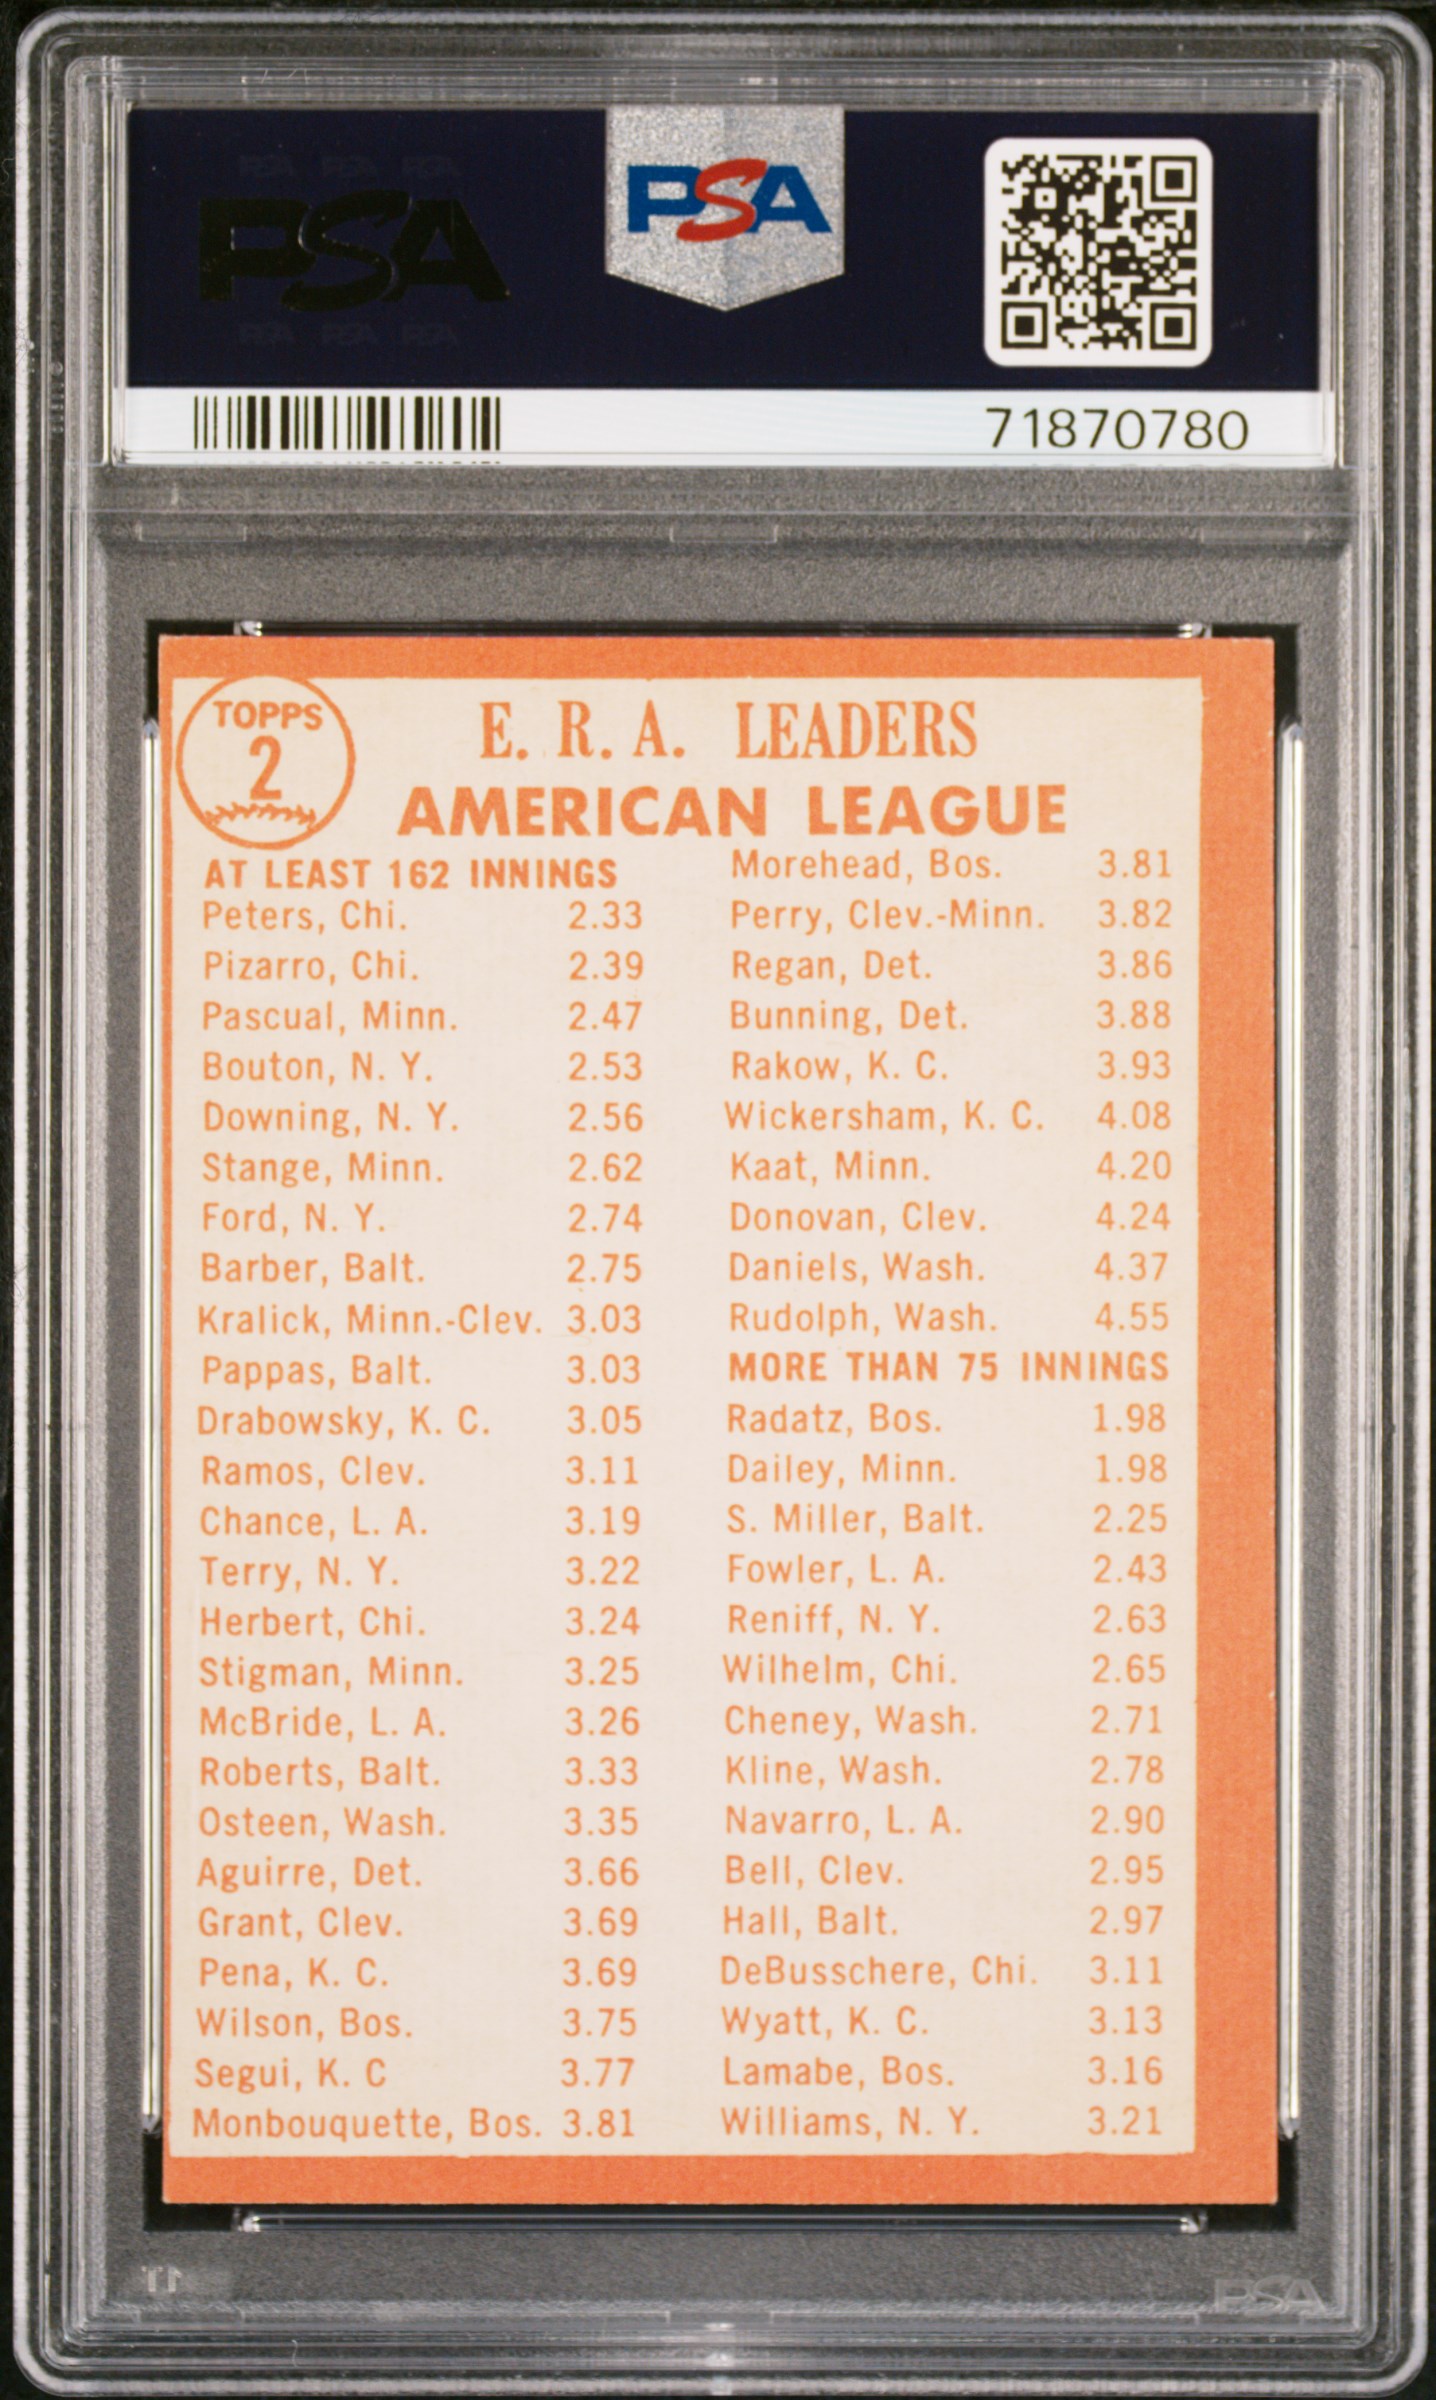 PSA PSA PSA
PSA
PSA
PSA PSA PSA
71870780
TOPPS
2
E. R. A. LEADERS
AMERICAN LEAGUE
AT LEAST 162 INNINGS
Peters, Chi. 2.33
Pizarro, Chi. 2.39
Pascual, Minn. 2.47
Bouton, N. Y. 2.53
Downing, N. Y. 2.56
Stange, Minn. 2.62
Ford, N. Y. 2.74
Barber, Balt. 2.75
Kralick, Minn.-Clev. 3.03
Pappas, Balt. 3.03
Drabowsky, K. C. 3.05
Ramos, Clev. 3.11
Chance, L. A. 3.19
Terry, N. Y. 3.22
Herbert, Chi. 3.24
Stigman, Minn. 3.25
McBride, L. A. 3.26
Roberts, Balt. 3.33
Osteen, Wash. 3.35
Aguirre, Det. 3.66
Grant, Clev. 3.69
Pena, K. C. 3.69
Wilson, Bos. 3.75
Segui, K. C 3.77
Monbouquette, Bos. 3.81
Morehead, Bos. 3.81
Perry, Clev.-Minn. 3.82
Regan, Det. 3.86
Bunning, Det. 3.88
Rakow, K. C. 3.93
Wickersham, K. C. 4.08
Kaat, Minn. 4.20
Donovan, Clev. 4.24
Daniels, Wash. 4.37
Rudolph, Wash. 4.55
MORE THAN 75 INNINGS
Radatz, Bos. 1.98
Dailey, Minn. 1.98
S. Miller, Balt. 2.25
Fowler, L. A. 2.43
Reniff, N. Y. 2.63
Wilhelm, Chi. 2.65
Cheney, Wash. 2.71
Kline, Wash. 2.78
Navarro, L. A. 2.90
Bell, Clev. 2.95
Hall, Balt. 2.97
DeBusschere, Chi. 3.11
Wyatt, K. C. 3.13
Lamabe, Bos. 3.16
Williams, N. Y. 3.21
PSA